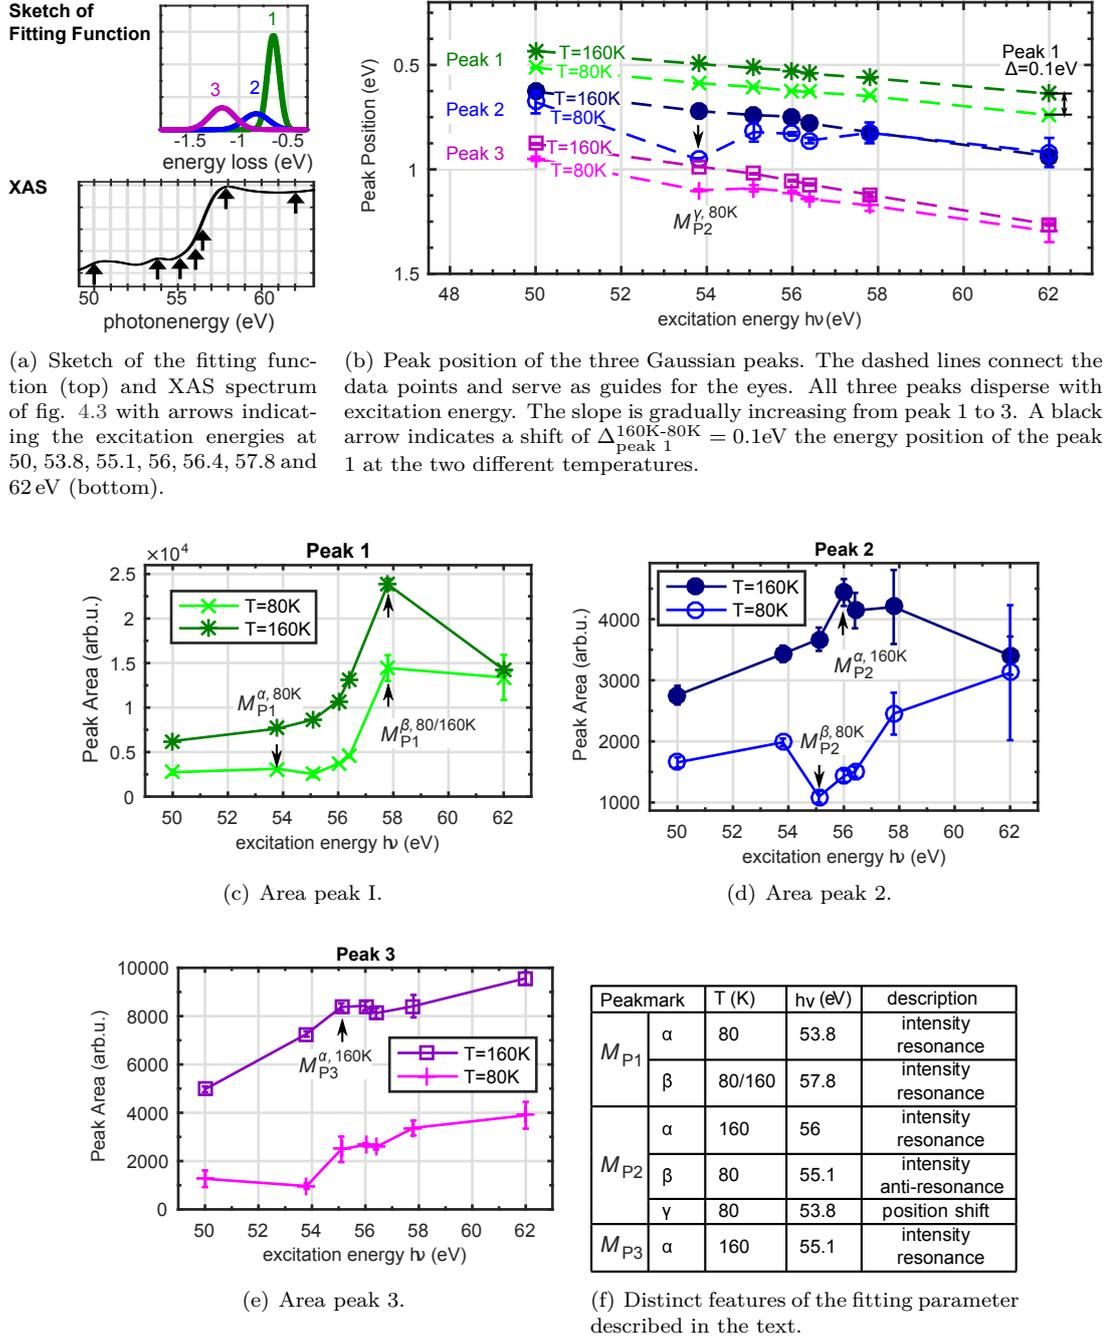 Sketch of
Fitting Function
1
2
3
-1.5 -1 -0.5
energy loss (eV)
XAS
50 55 60
photonenergy (eV)
(a) Sketch of the fitting func-
tion (top) and XAS spectrum
of fig. 4.3 with arrows indicat-
ing the excitation energies at
50, 53.8, 55.1, 56, 56.4, 57.8 and
62 eV (bottom).
Peak Position (eV)
0.5
1
1.5
Peak 1
T=160K
T=80K
Peak 2
T=160K
T=80K
Peak 3
T=160K
T=80K
Peak 1
Δ=0.1eV
M_P2^γ, 80K
48 50 52 54 56 58 60 62
excitation energy hν(eV)
(b) Peak position of the three Gaussian peaks. The dashed lines connect the
data points and serve as guides for the eyes. All three peaks disperse with
excitation energy. The slope is gradually increasing from peak 1 to 3. A black
arrow indicates a shift of Δ_peak 1^160K-80K = 0.1eV the energy position of the peak
1 at the two different temperatures.
Peak 1
×10⁴
Peak Area (arb.u.)
2.5
2
1.5
1
0.5
0
T=80K
T=160K
M_P1^α, 80K
M_P1^β, 80/160K
50 52 54 56 58 60 62
excitation energy hν (eV)
(c) Area peak I.
Peak 2
Peak Area (arb.u.)
4000
3000
2000
1000
T=160K
T=80K
M_P2^α, 160K
M_P2^β, 80K
50 52 54 56 58 60 62
excitation energy hν (eV)
(d) Area peak 2.
Peak 3
Peak Area (arb.u.)
10000
8000
6000
4000
2000
0
M_P3^α, 160K
T=160K
T=80K
50 52 54 56 58 60 62
excitation energy hν (eV)
(e) Area peak 3.
Peakmark T (K) hν (eV) description
M_P1 α 80 53.8 intensity
resonance
β 80/160 57.8 intensity
resonance
M_P2 α 160 56 intensity
resonance
β 80 55.1 intensity
anti-resonance
γ 80 53.8 position shift
M_P3 α 160 55.1 intensity
resonance
(f) Distinct features of the fitting parameter
described in the text.